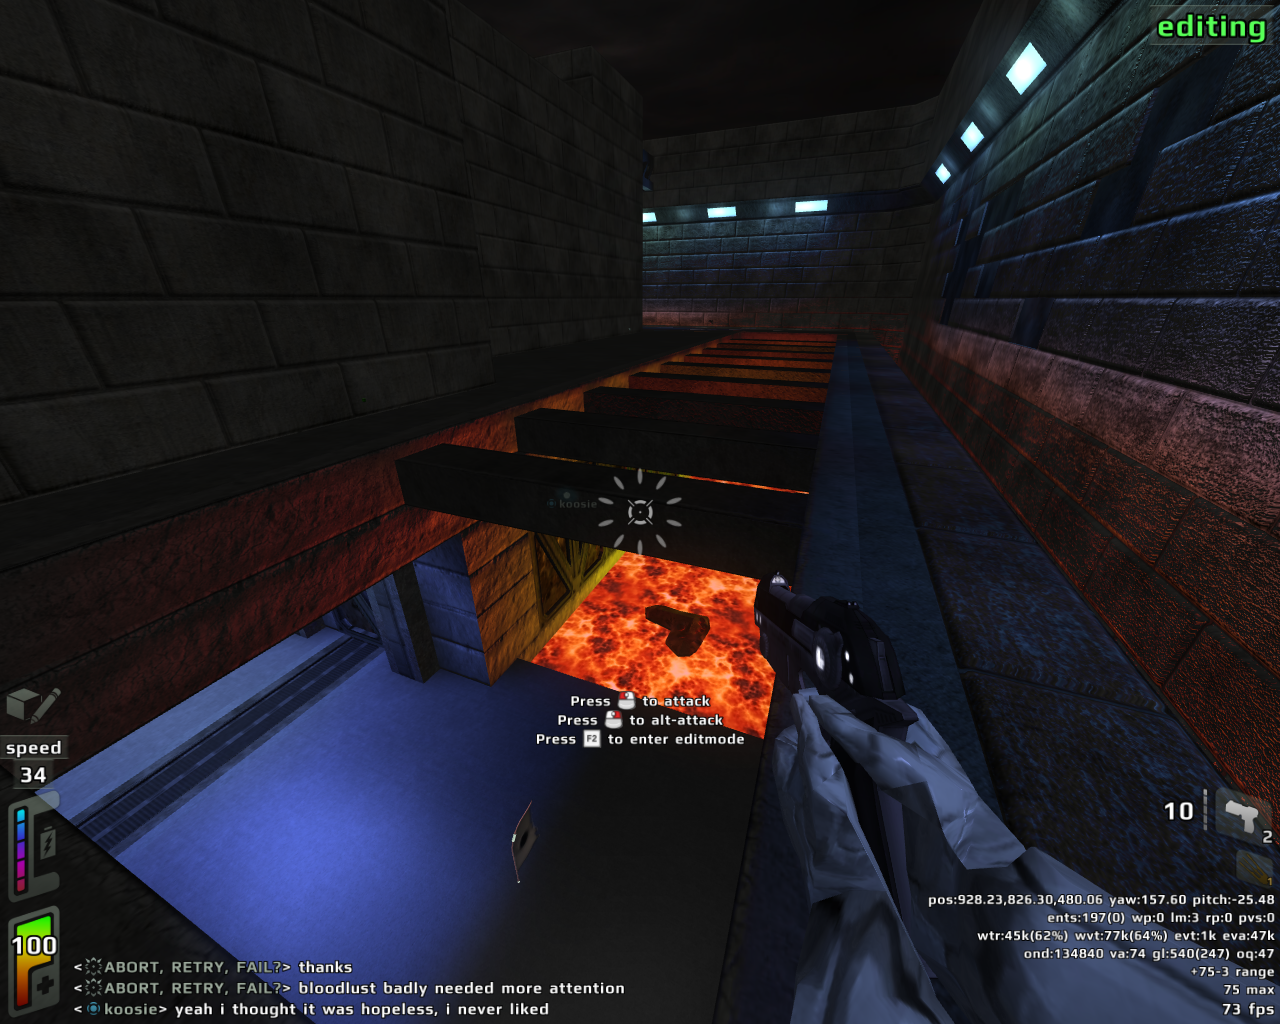 editing
koosie
Press to attack
Press to alt-attack
Press F2 to enter editmode
speed
34
10
2
1
pos:928.23,826.30,480.06 yaw:157.60 pitch:-25.48
ents:197(0) wp:0 lm:3 rp:0 pvs:0
wtr:45k(62%) wvt:77k(64%) evt:1k eva:47k
ond:134840 va:74 gl:540(247) oq:47
+75-3 range
75 max
73 fps
100
<ABORT, RETRY, FAIL?> thanks
<ABORT, RETRY, FAIL?> bloodlust badly needed more attention
<koosie> yeah i thought it was hopeless, i never liked